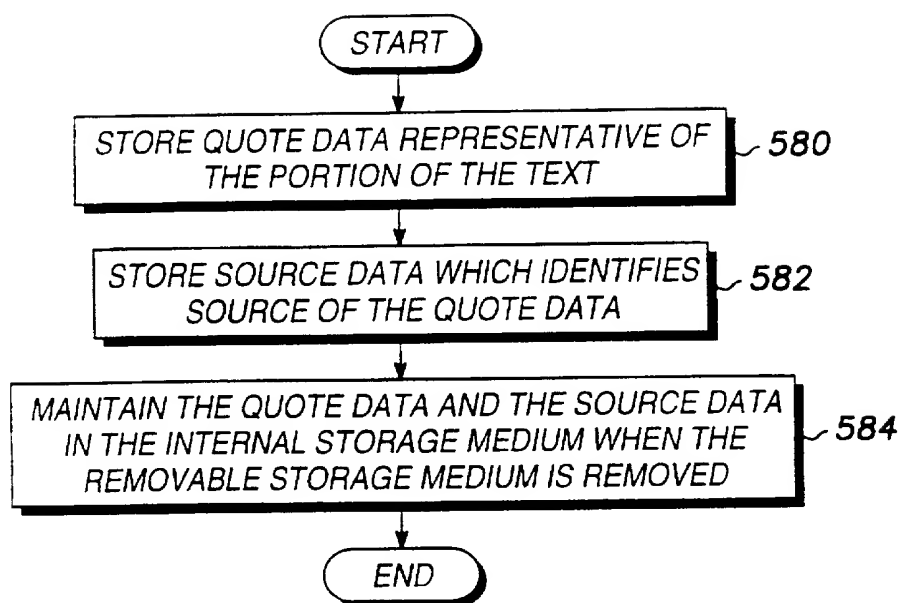 START
STORE QUOTE DATA REPRESENTATIVE OF
THE PORTION OF THE TEXT
580
STORE SOURCE DATA WHICH IDENTIFIES
SOURCE OF THE QUOTE DATA
582
MAINTAIN THE QUOTE DATA AND THE SOURCE DATA
IN THE INTERNAL STORAGE MEDIUM WHEN THE
REMOVABLE STORAGE MEDIUM IS REMOVED
584
END